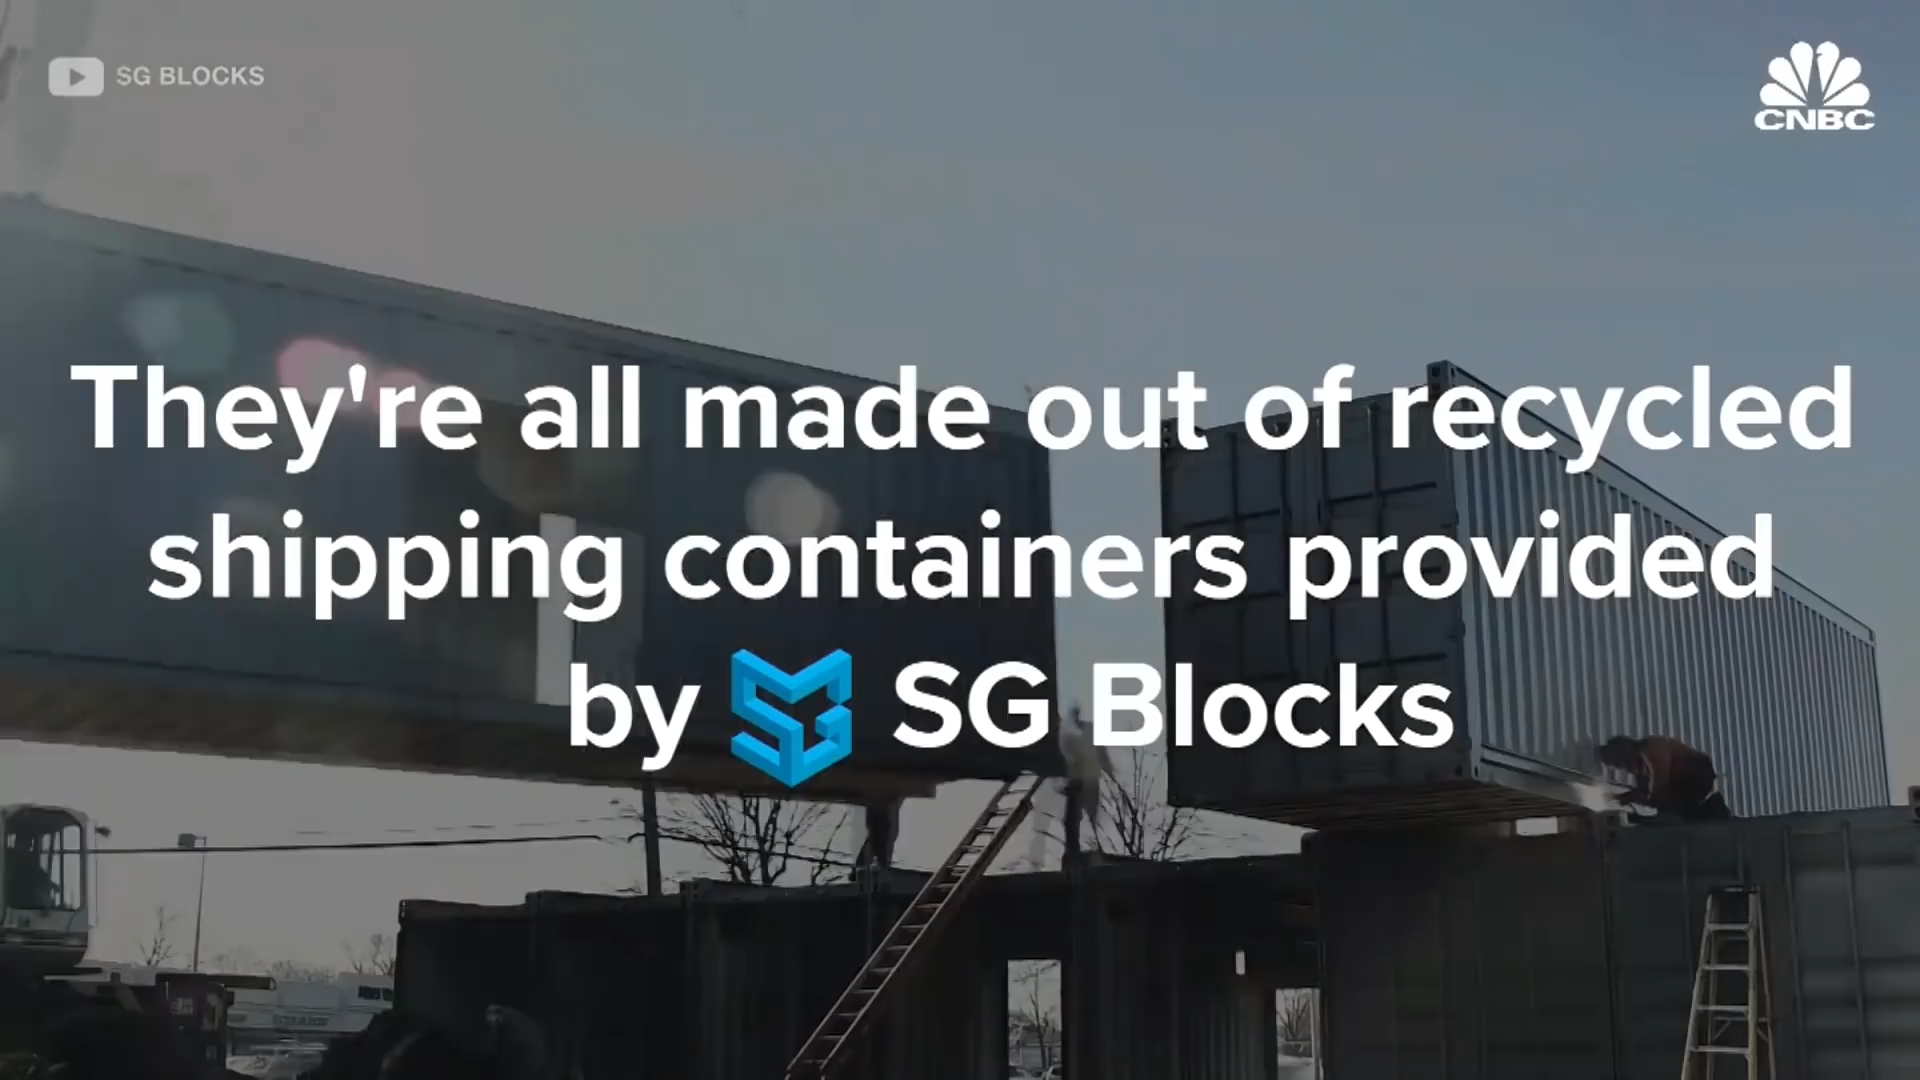 SG BLOCKS
CNBC
They're all made out of recycled
shipping containers provided
by SG Blocks